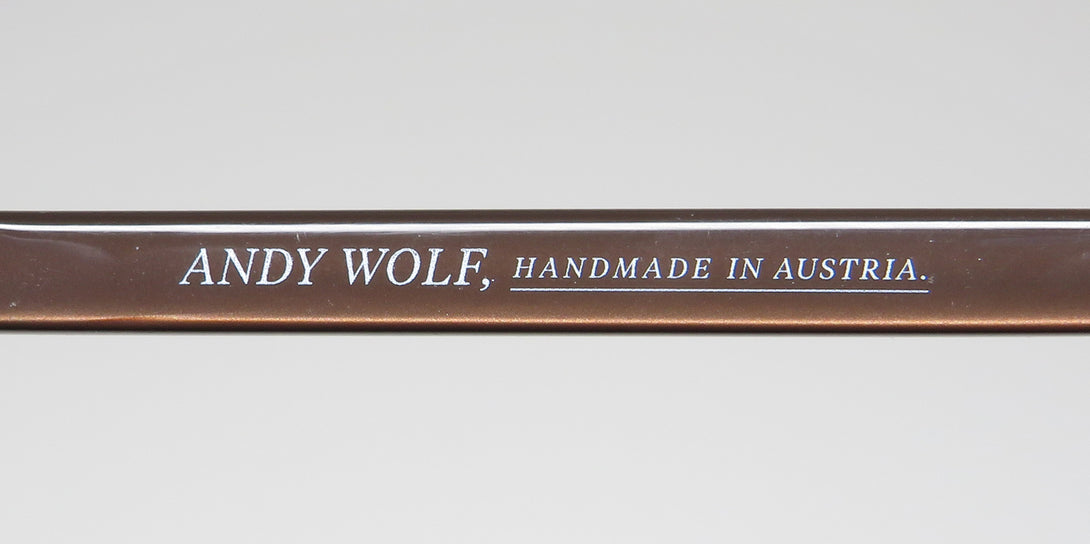 ANDY WOLF, HANDMADE IN AUSTRIA.